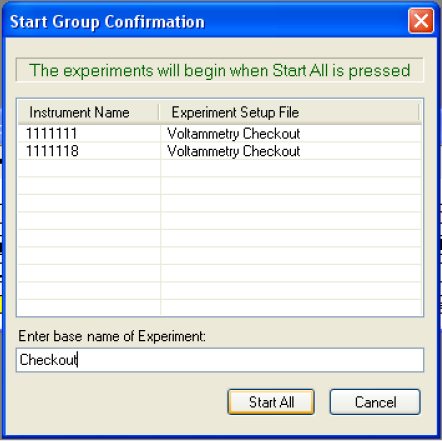 Start Group Confirmation
The experiments will begin when Start All is pressed
Instrument Name Experiment Setup File
1111111 Voltammetry Checkout
1111118 Voltammetry Checkout
Enter base name of Experiment:
Checkout
Start All Cancel